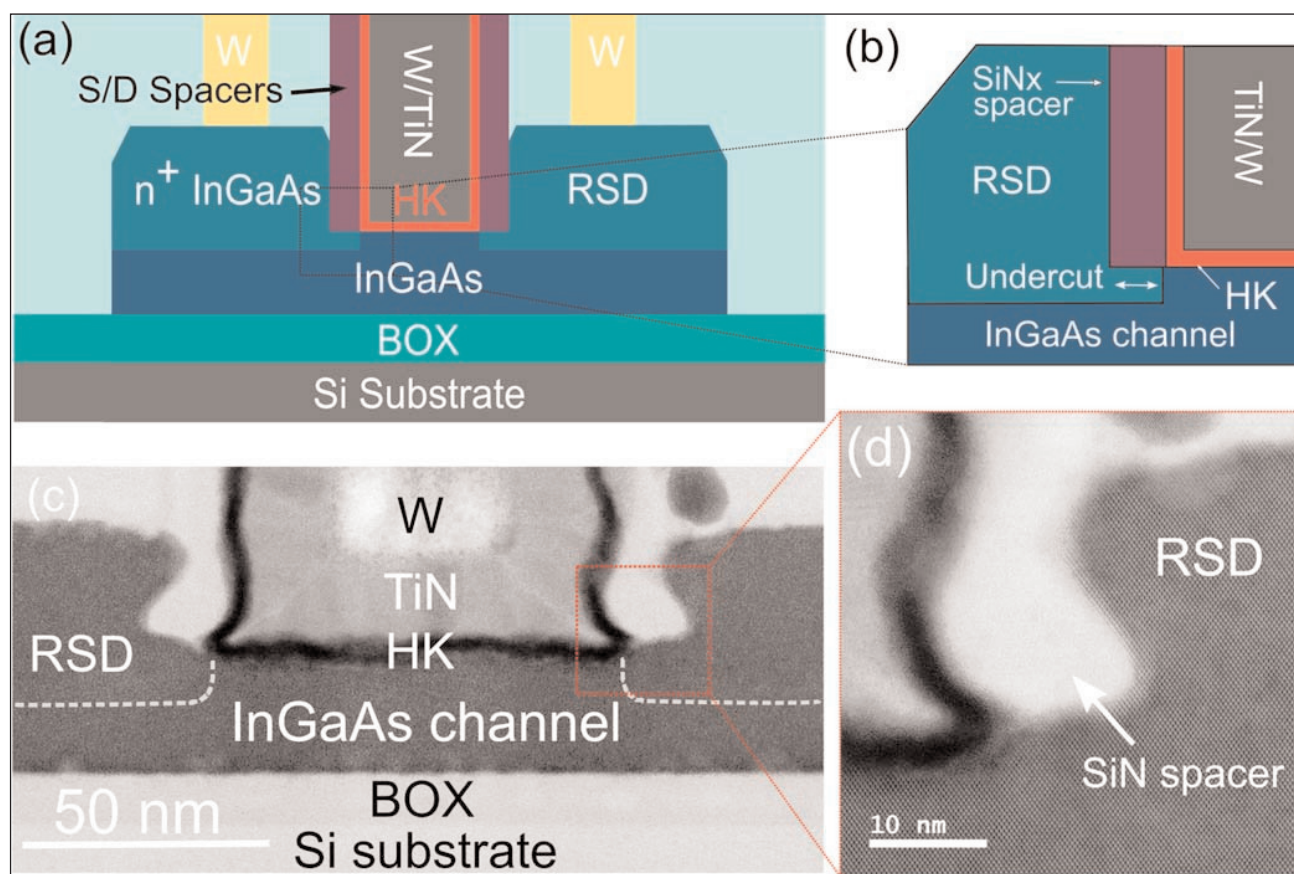 (a)
W
W
S/D Spacers
W/TiN
HK
n+ InGaAs
RSD
InGaAs
BOX
Si Substrate
(b)
SiNx
spacer
RSD
TiN/W
Undercut
HK
InGaAs channel
(c)
W
TiN
HK
RSD
InGaAs channel
BOX
50 nm
Si substrate
(d)
RSD
SiN spacer
10 nm